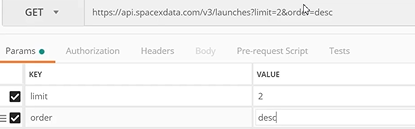 GET https://api.spacexdata.com/v3/launches?limit=2&order=desc
Params Authorization Headers Body Pre-request Script Tests
KEY VALUE
limit 2
order desc